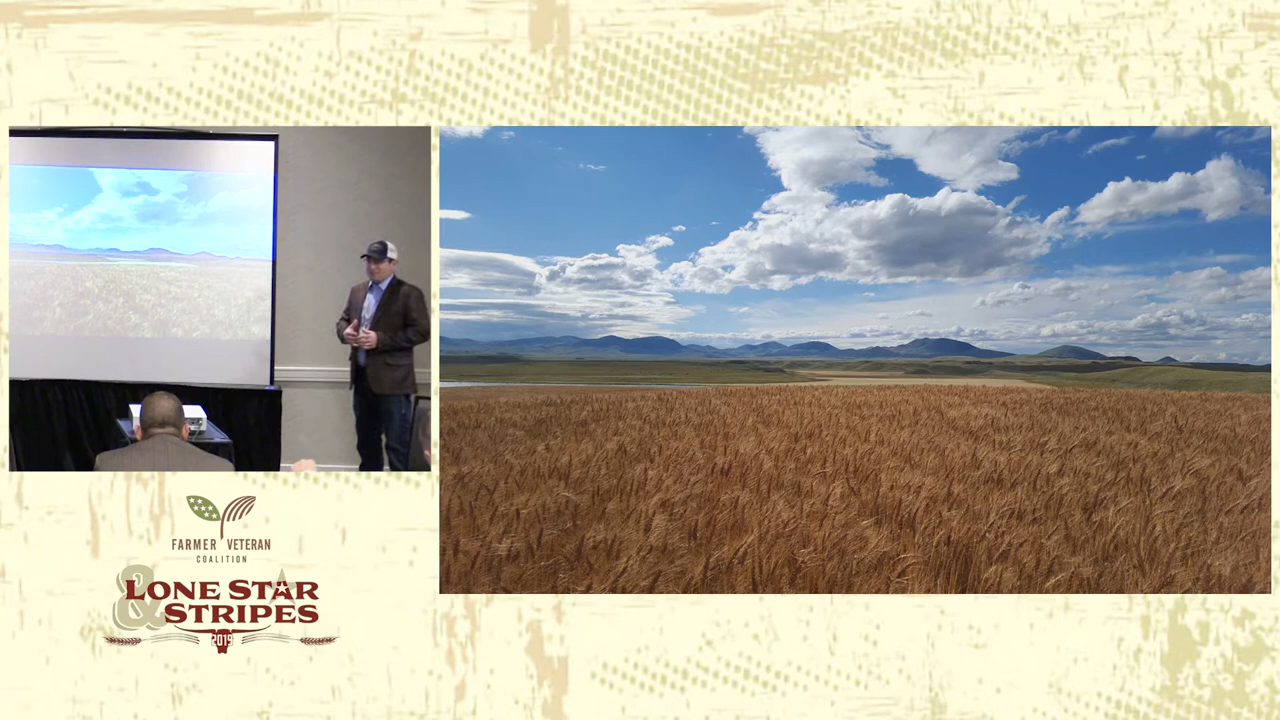 FARMER VETERAN
COALITION
& LONE STAR
STRIPES
2019